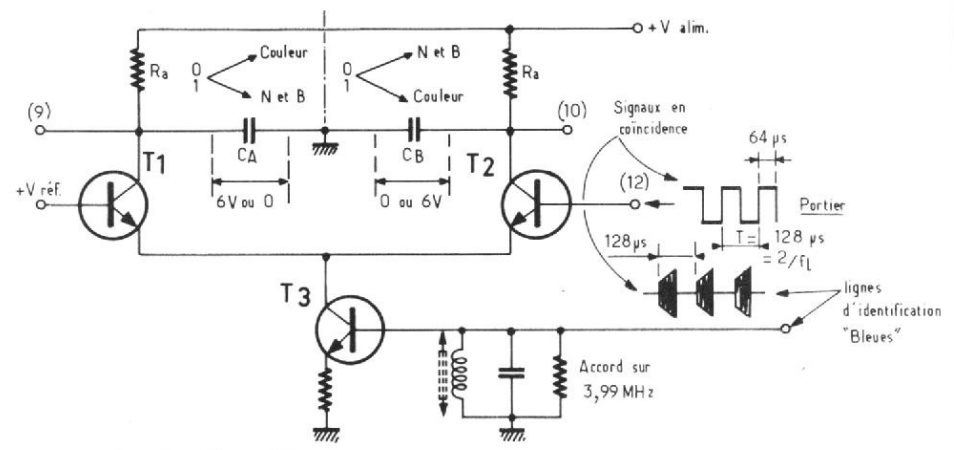 +V alim.
Ra
0
1
Couleur
N et B
0
1
N et B
Couleur
Ra
(9)
(10)
Signaux en
coïncidence
64 µs
T1
CA
CB
T2
+V réf.
6V ou 0
0 ou 6V
(12)
Portier
128µs
T = 128 µs
= 2/fL
T3
lignes
d'identification
"Bleues"
Accord sur
3,99 MHz